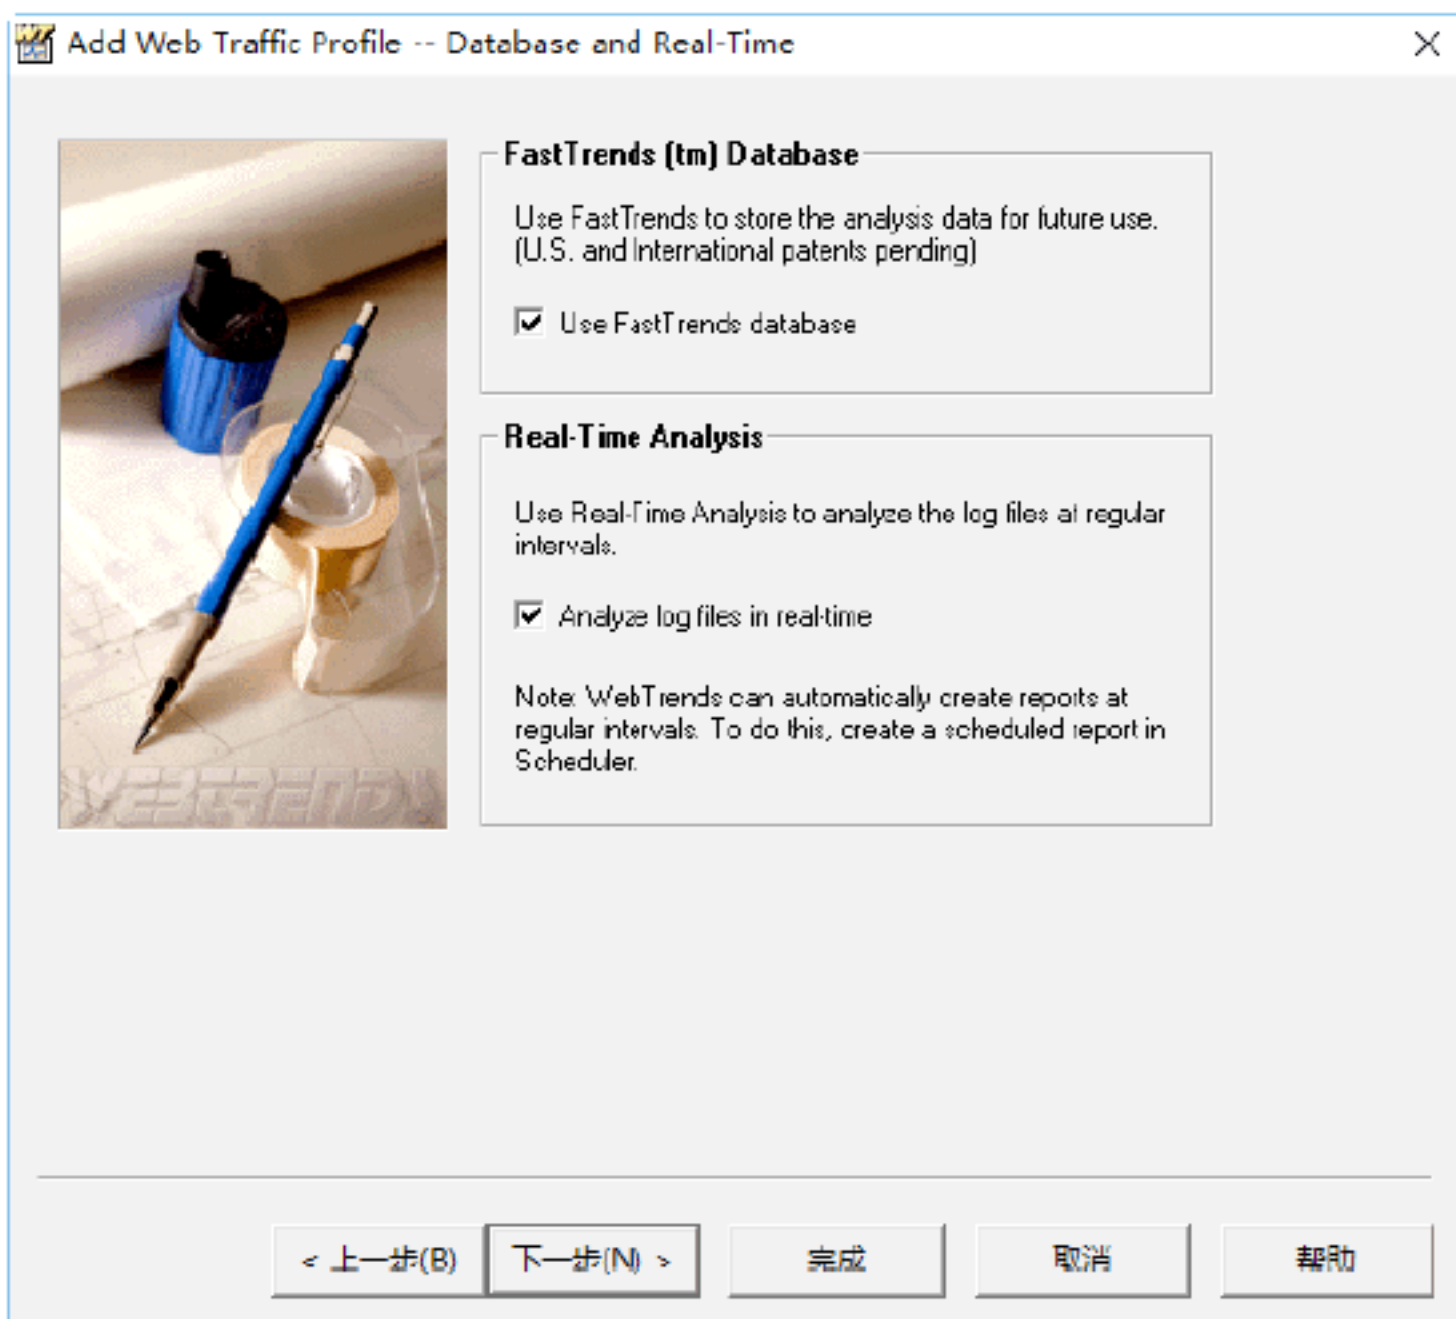 Add Web Traffic Profile -- Database and Real-Time
FastTrends (tm) Database
Use FastTrends to store the analysis data for future use.
(U.S. and International patents pending)
Use FastTrends database
Real-Time Analysis
Use Real-Time Analysis to analyze the log files at regular
intervals.
Analyze log files in real-time
Note: WebTrends can automatically create reports at
regular intervals. To do this, create a scheduled report in
Scheduler.
WEBTRENDS
< 上一步(B)
下一步(N) >
完成
取消
帮助